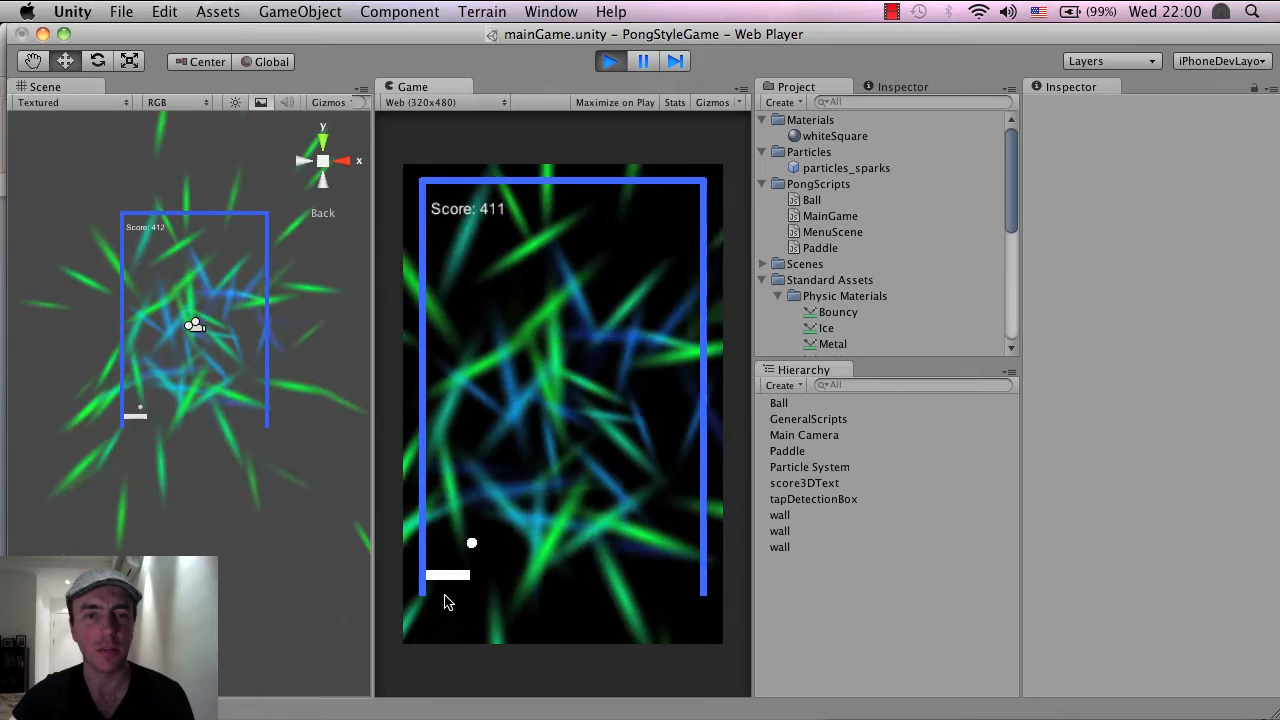 Unity File Edit Assets GameObject Component Terrain Window Help (99%) Wed 22:00
mainGame.unity – PongStyleGame – Web Player
Center Global Layers iPhoneDevLayo
Scene Game Project Inspector Inspector
Textured RGB Gizmos Web (320x480) Maximize on Play Stats Gizmos Create All
Materials
whiteSquare
Particles
particles_sparks
PongScripts
Ball
MainGame
MenuScene
Paddle
Scenes
Standard Assets
Physic Materials
Bouncy
Ice
Metal
y
x
Back
Score: 412
Score: 411
Hierarchy
Create All
Ball
GeneralScripts
Main Camera
Paddle
Particle System
score3DText
tapDetectionBox
wall
wall
wall